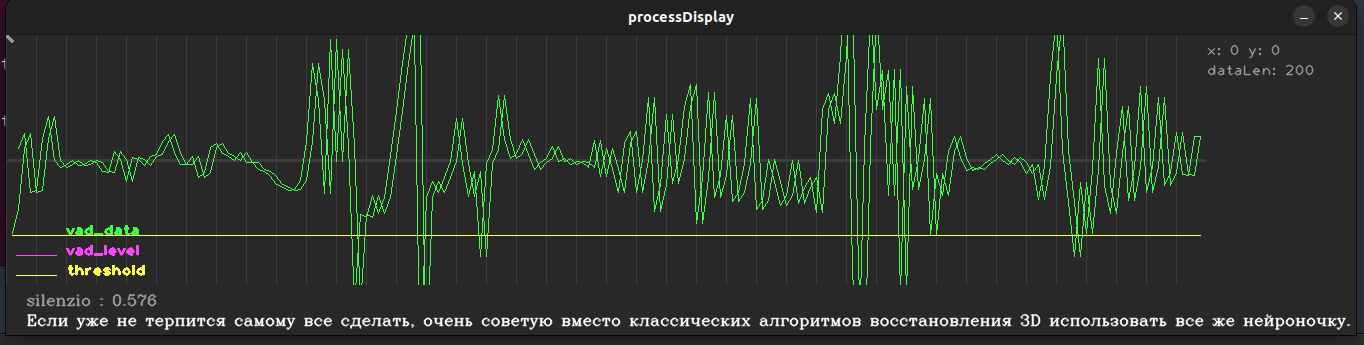 processDisplay
x: 0 y: 0
dataLen: 200
vad_data
vad_level
threshold
silenzio : 0.576
Если уже не терпится самому все сделать, очень советую вместо классических алгоритмов восстановления 3D использовать все же нейроночку.